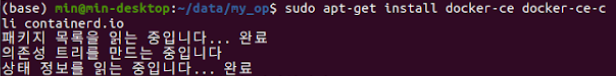 (base) min@min-desktop:~/data/my_op$ sudo apt-get install docker-ce docker-ce-c
li containerd.io
패키지 목록을 읽는 중입니다... 완료
의존성 트리를 만드는 중입니다
상태 정보를 읽는 중입니다... 완료